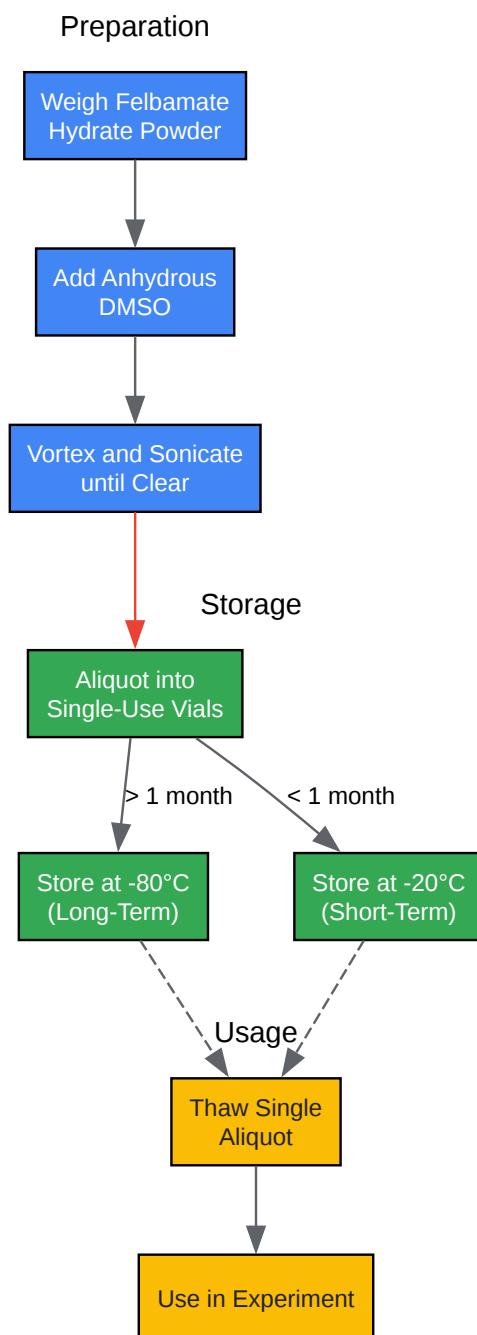 Preparation
Weigh Felbamate
Hydrate Powder
Add Anhydrous
DMSO
Vortex and Sonicate
until Clear
Storage
Aliquot into
Single-Use Vials
> 1 month
< 1 month
Store at -80°C
(Long-Term)
Store at -20°C
(Short-Term)
Usage
Thaw Single
Aliquot
Use in Experiment